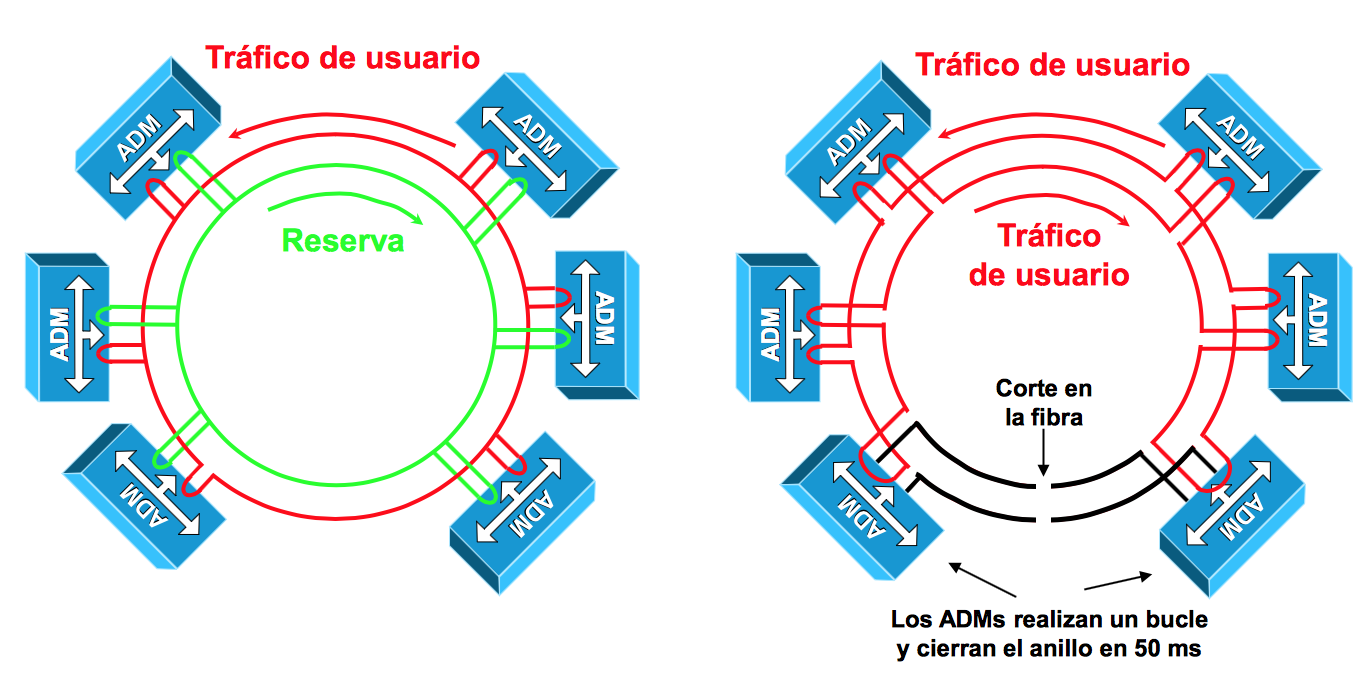 Tráfico de usuario
ADM
ADM
Reserva
ADM
ADM
ADM
ADM
Tráfico de usuario
ADM
ADM
Tráfico
de usuario
ADM
ADM
Corte en
la fibra
ADM
ADM
Los ADMs realizan un bucle
y cierran el anillo en 50 ms